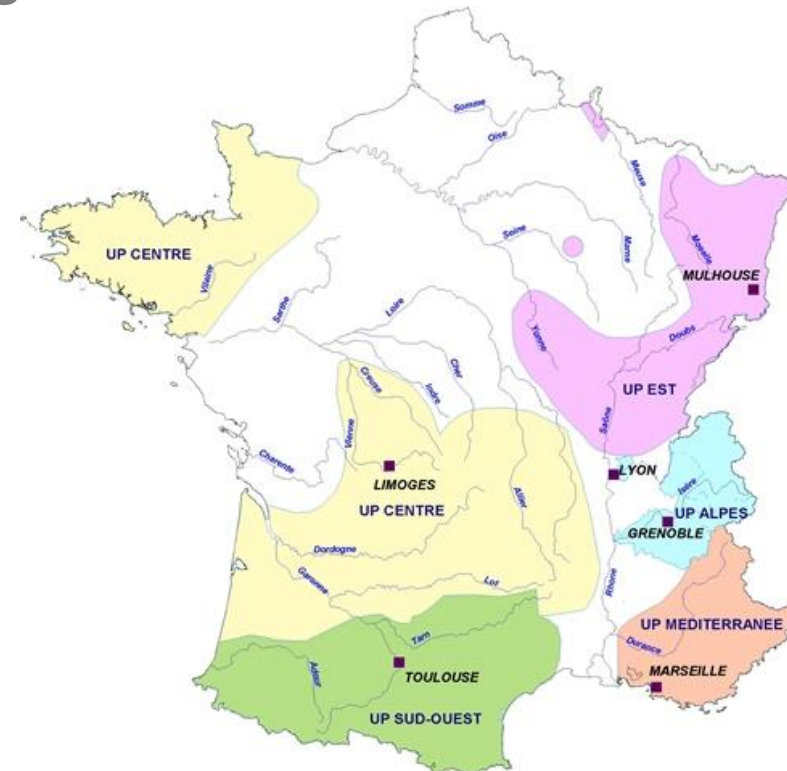 Somme
Oise
Meuse
Seine
Marne
Moselle
MULHOUSE
UP CENTRE
Vilaine
Sarthe
Loire
Yonne
Doubs
Cher
Indre
Creuse
UP EST
Saône
Vienne
Charente
LIMOGES
LYON
Isère
Allier
UP CENTRE
UP ALPES
GRENOBLE
Dordogne
Garonne
Lot
Rhône
UP MEDITERRANEE
Tarn
Durance
Adour
TOULOUSE
MARSEILLE
UP SUD-OUEST